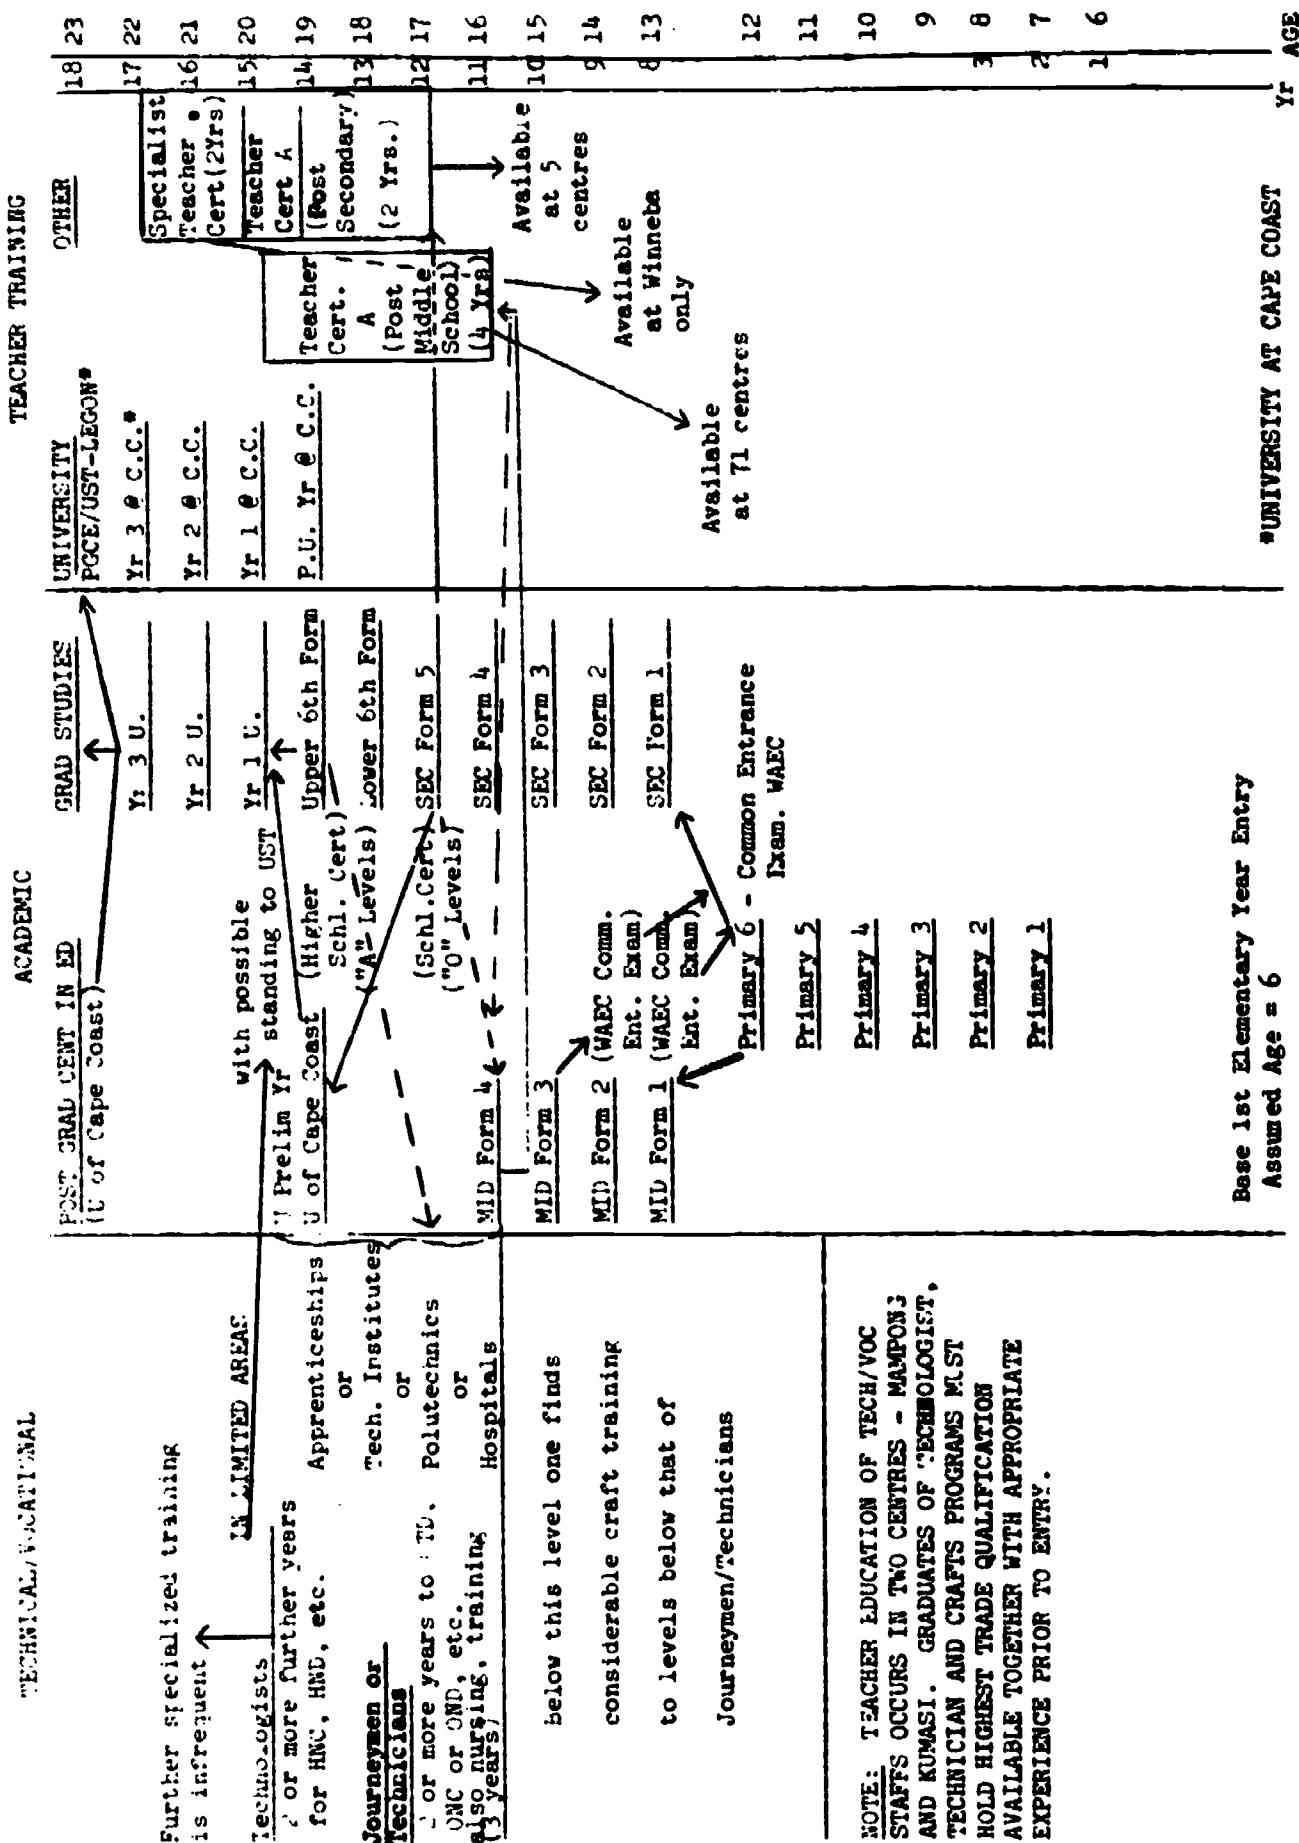 TECHNICAL/VOCATIONAL
Further specialized training
is infrequent
IN LIMITED AREAS
Technologists
or more further years
for HNC, HND, etc.
Journeymen or
Technicians
or more years to
ONC or OND, etc.
also nursing, training
(3 years)
Apprenticeships
or
Tech. Institutes
or
Polutechnics
or
Hospitals
below this level one finds
considerable craft training
to levels below that of
Journeymen/Technicians
NOTE: TEACHER EDUCATION OF TECH/VOC
STAFFS OCCURS IN TWO CENTRES - MAMPONG
AND KUMASI. GRADUATES OF TECHNOLOGIST,
TECHNICIAN AND CRAFTS PROGRAMS MUST
HOLD HIGHEST TRADE QUALIFICATION
AVAILABLE TOGETHER WITH APPROPRIATE
EXPERIENCE PRIOR TO ENTRY.
ACADEMIC
POST GRAD CENT IN ED
(U of Cape Coast)
with possible
standing to UST
U Prelim Yr
U of Cape Coast
(Higher
Schl. Cert)
("A" Levels)
(Schl.Cert)
("O" Levels)
MID Form 4
MID Form 3
MID Form 2
(WAEC Comm.
Ent. Exam)
MID Form 1
(WAEC Comm.
Ent. Exam)
GRAD STUDIES
Yr 3 U.
Yr 2 U.
Yr 1 U.
Upper 6th Form
Lower 6th Form
SEC Form 5
SEC Form 4
SEC Form 3
SEC Form 2
SEC Form 1
Primary 6 - Common Entrance
Exam. WAEC
Primary 5
Primary 4
Primary 3
Primary 2
Primary 1
Base 1st Elementary Year Entry
Assumed Age = 6
TEACHER TRAINING
UNIVERSITY
PGCE/UST-LEGON*
Yr 3 @ C.C.*
Yr 2 @ C.C.
Yr 1 @ C.C.
P.U. Yr @ C.C.
OTHER
Teacher
Cert.
A
(Post
Middle
School)
(4 Yrs)
Specialist
Teacher
Cert(2Yrs)
Teacher
Cert A
(Post
Secondary)
(2 Yrs.)
Available
at 5
centres
Available
at Winneba
only
Available
at 71 centres
*UNIVERSITY AT CAPE COAST
18 23
17 22
16 21
15 20
14 19
13 18
12 17
11 16
10 15
9 14
8 13
12
11
10
9
3 8
2 7
1 6
Yr AGE